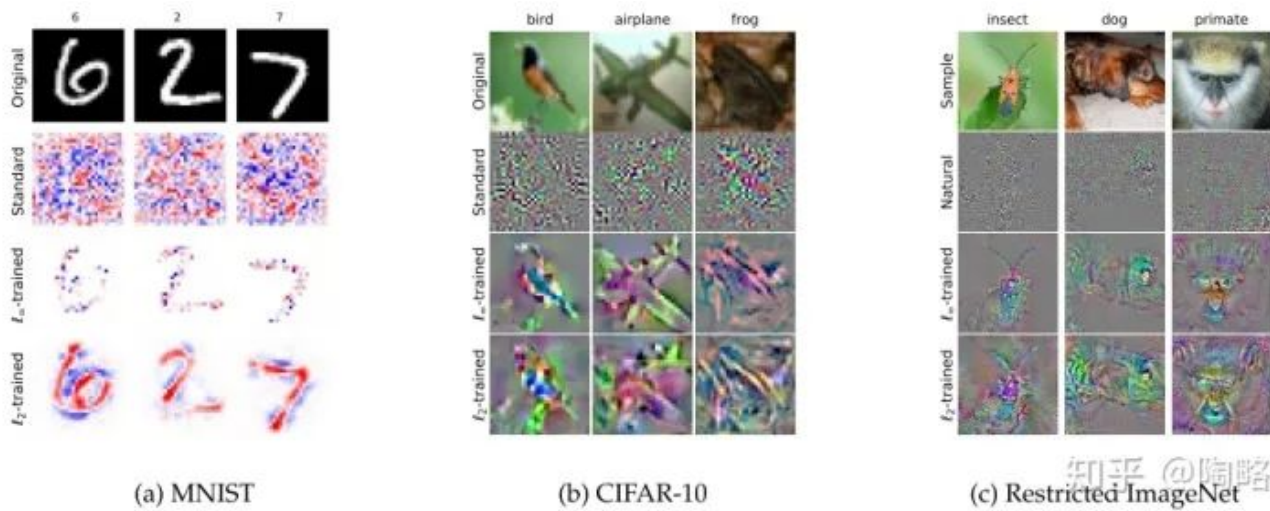 6 2 7
Original
Standard
ℓ∞-trained
ℓ2-trained
(a) MNIST
bird airplane frog
Original
Standard
ℓ∞-trained
ℓ2-trained
(b) CIFAR-10
insect dog primate
Sample
Natural
ℓ∞-trained
ℓ2-trained
(c) Restricted ImageNet
知乎 @陶略